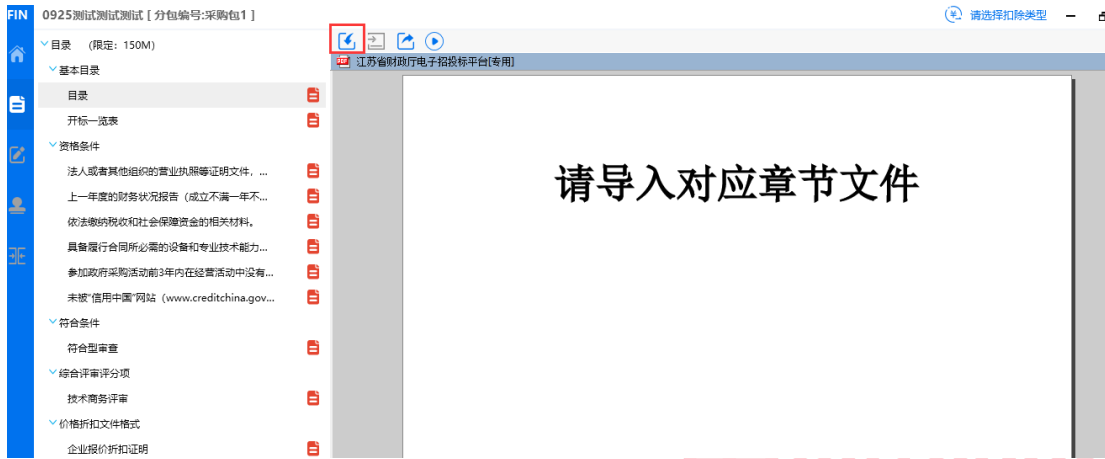 FIN
0925测试测试测试 [ 分包编号:采购包1 ]
请选择扣除类型
目录 (限定: 150M)
基本目录
目录
开标一览表
资格条件
法人或者其他组织的营业执照等证明文件，...
上一年度的财务状况报告（成立不满一年不...
依法缴纳税收和社会保障资金的相关材料。
具备履行合同所必需的设备和专业技术能力...
参加政府采购活动前3年内在经营活动中没有...
未被“信用中国”网站（www.creditchina.gov...
符合条件
符合型审查
综合评审评分项
技术商务评审
价格折扣文件格式
企业报价折扣证明
PDF 江苏省财政厅电子招投标平台[专用]
请导入对应章节文件